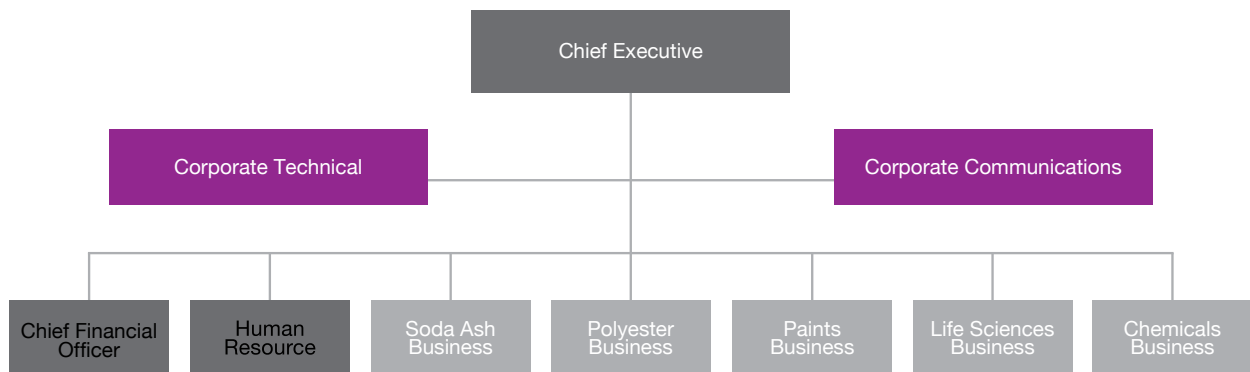 Chief Executive
Corporate Technical
Corporate Communications
Chief Financial
Officer
Human
Resource
Soda Ash
Business
Polyester
Business
Paints
Business
Life Sciences
Business
Chemicals
Business